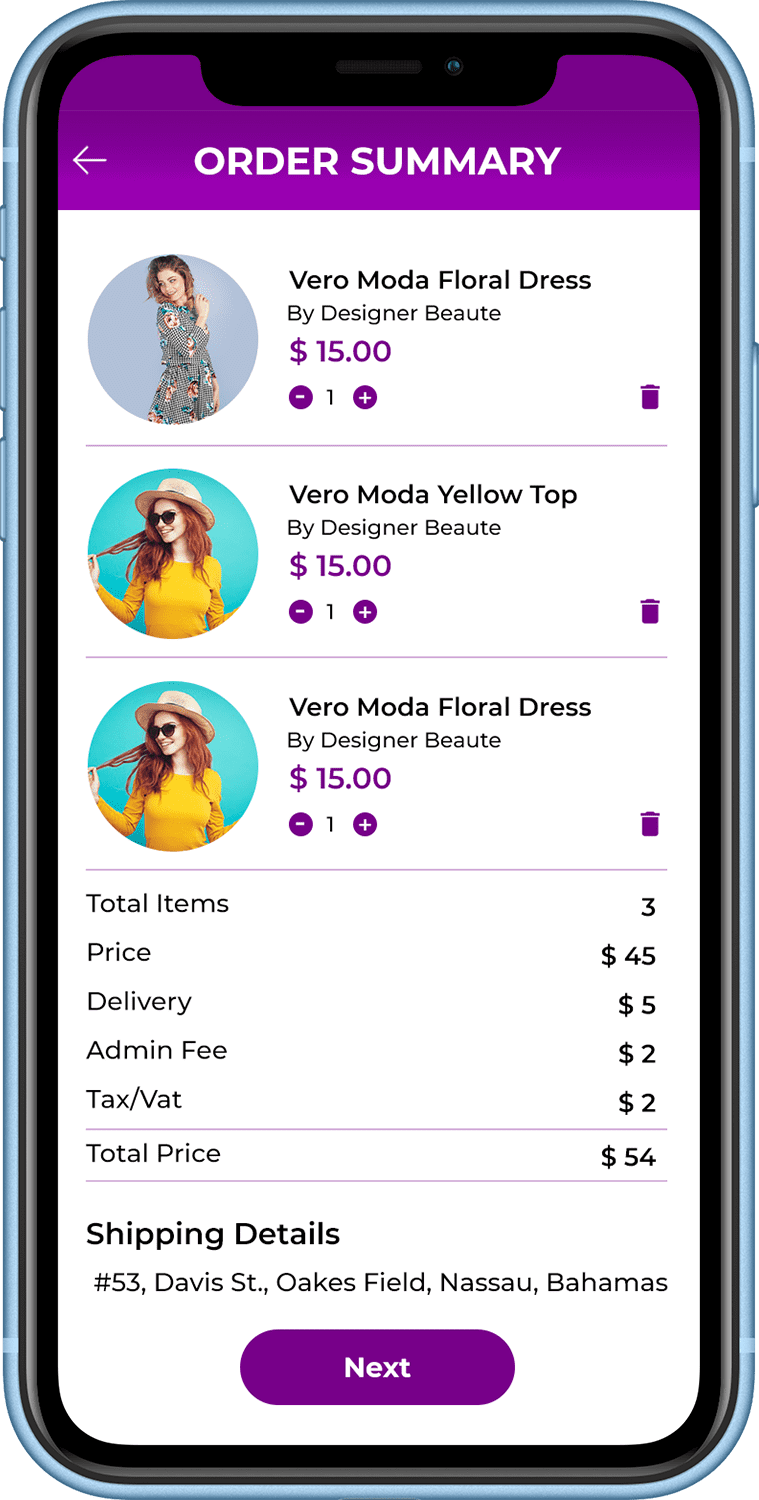 ORDER SUMMARY
Vero Moda Floral Dress
By Designer Beaute
$ 15.00
1
Vero Moda Yellow Top
By Designer Beaute
$ 15.00
1
Vero Moda Floral Dress
By Designer Beaute
$ 15.00
1
Total Items 3
Price $ 45
Delivery $ 5
Admin Fee $ 2
Tax/Vat $ 2
Total Price $ 54
Shipping Details
#53, Davis St., Oakes Field, Nassau, Bahamas
Next